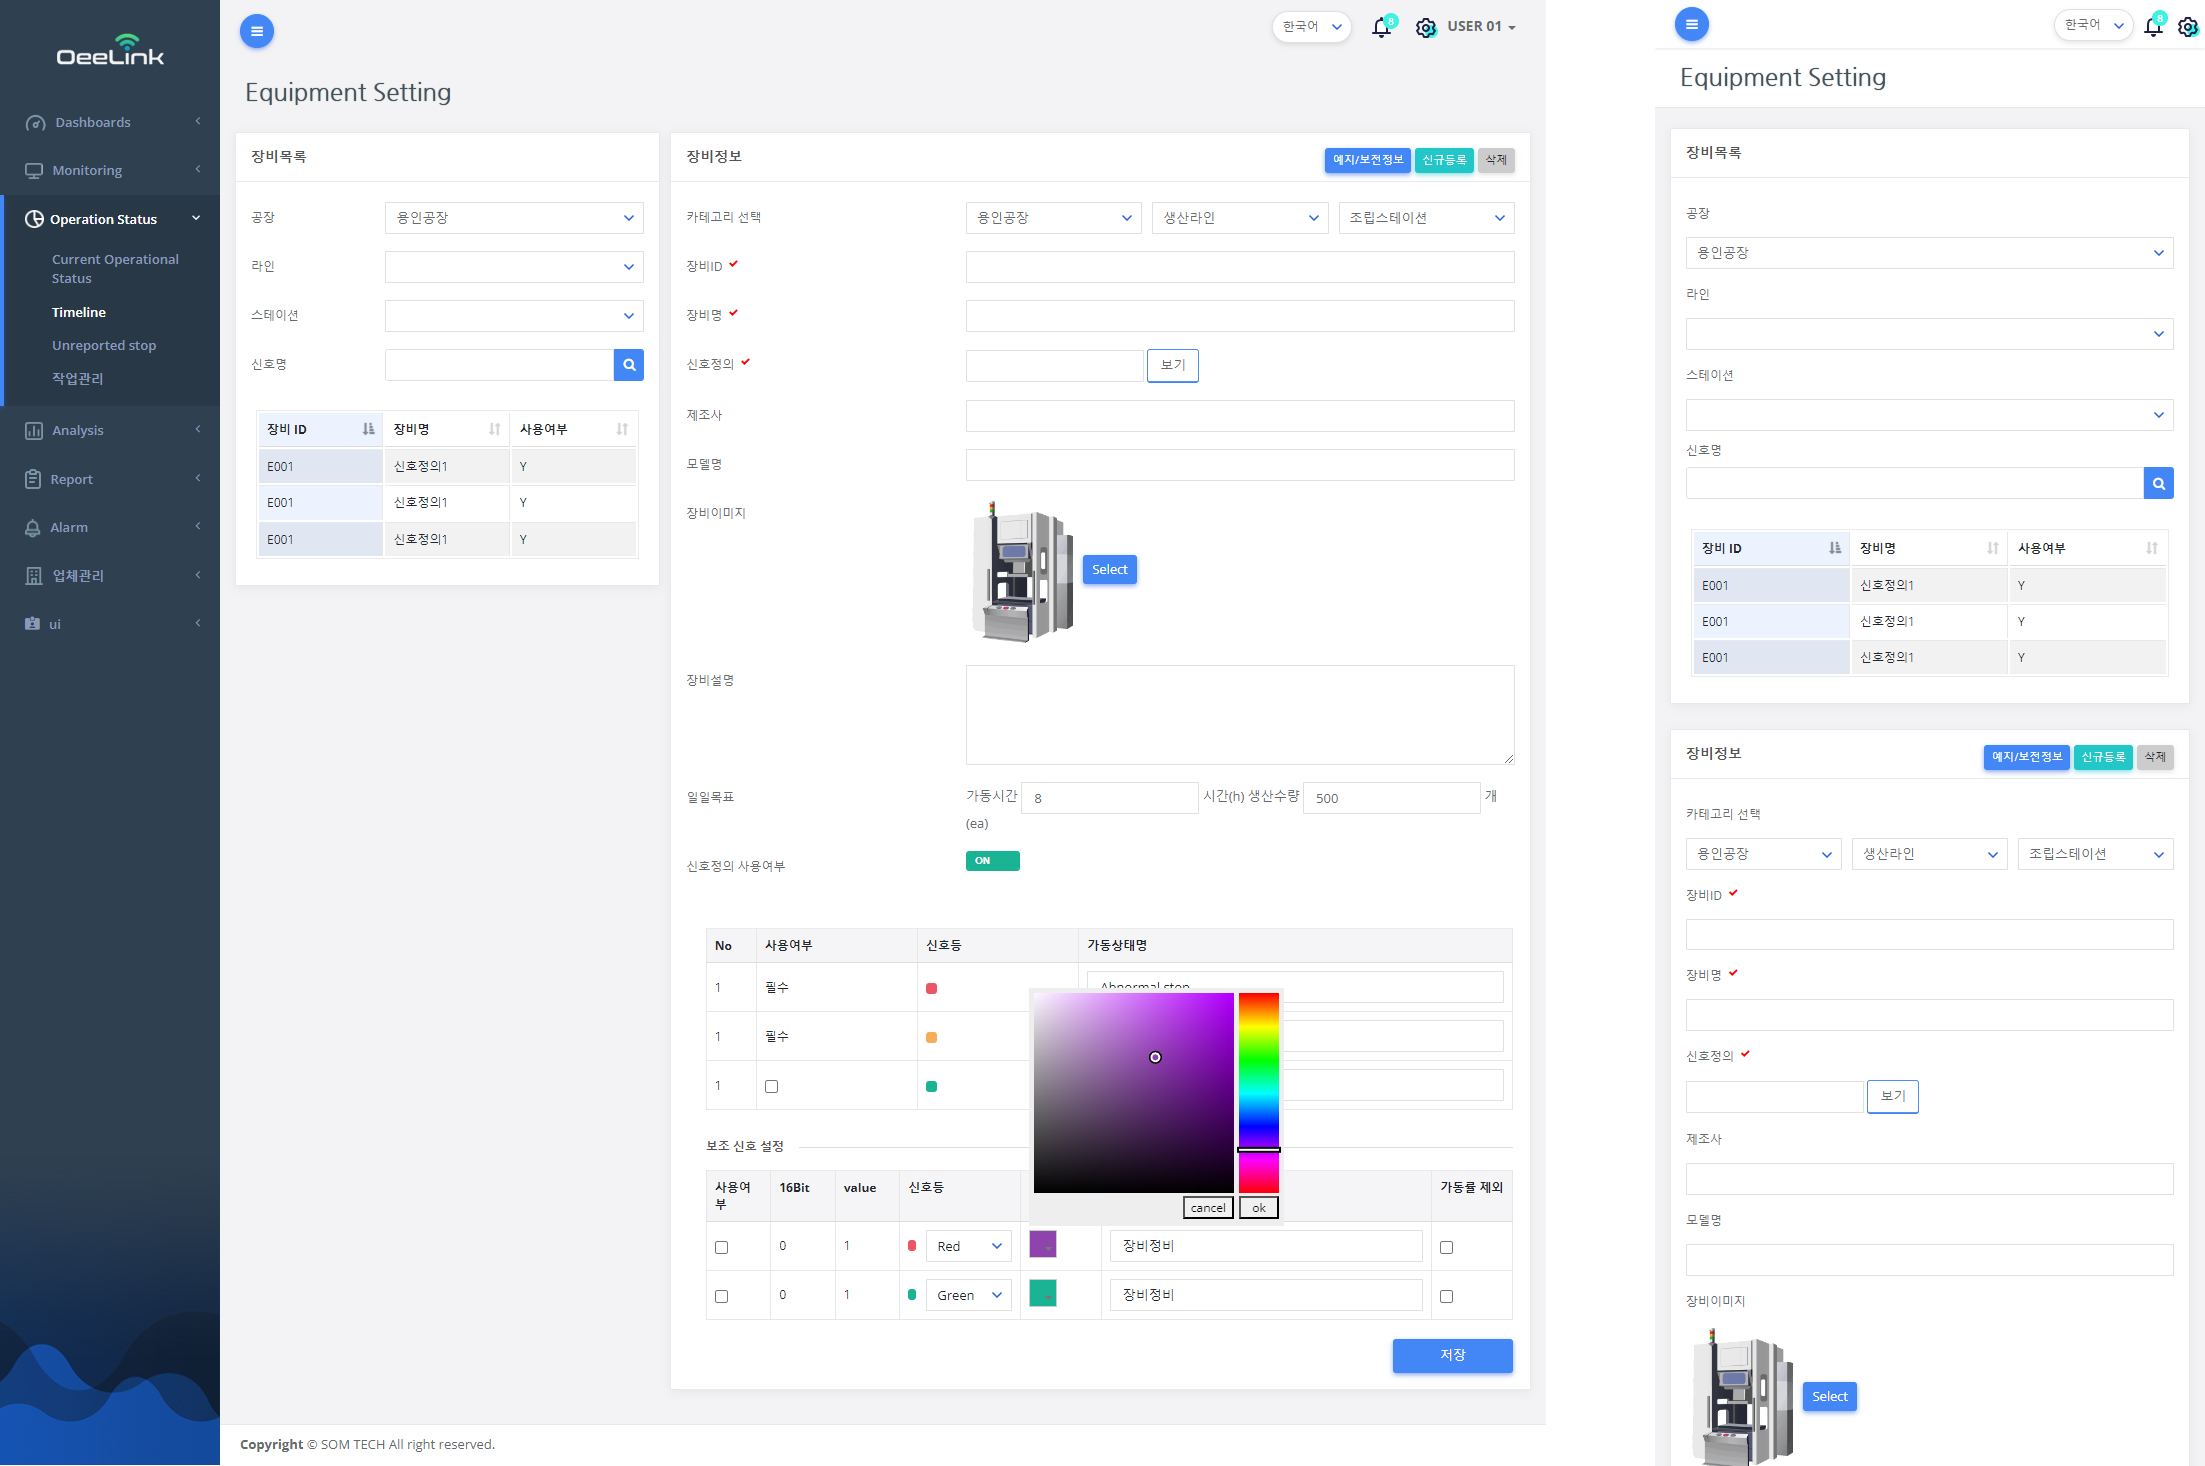 OeeLink
Dashboards
Monitoring
Operation Status
Current Operational
Status
Timeline
Unreported stop
작업관리
Analysis
Report
Alarm
업체관리
ui
한국어
8
USER 01
Equipment Setting
장비목록
공장
용인공장
라인
스테이션
신호명
장비 ID 장비명 사용여부
E001 신호정의1 Y
E001 신호정의1 Y
E001 신호정의1 Y
장비정보
예지/보전정보 신규등록 삭제
카테고리 선택 용인공장 생산라인 조립스테이션
장비ID
장비명
신호정의 보기
제조사
모델명
장비이미지
Select
장비설명
일일목표 가동시간 8 시간(h) 생산수량 500 개
(ea)
신호정의 사용여부 ON
No 사용여부 신호등 가동상태명
1 필수 Abnormal stop
1 필수
1
cancel ok
보조 신호 설정
사용여
부 16Bit value 신호등 가동률 제외
0 1 Red 장비정비
0 1 Green 장비정비
저장
Copyright © SOM TECH All right reserved.
한국어
8
Equipment Setting
장비목록
공장
용인공장
라인
스테이션
신호명
장비 ID 장비명 사용여부
E001 신호정의1 Y
E001 신호정의1 Y
E001 신호정의1 Y
장비정보
예지/보전정보 신규등록 삭제
카테고리 선택
용인공장 생산라인 조립스테이션
장비ID
장비명
신호정의
보기
제조사
모델명
장비이미지
Select